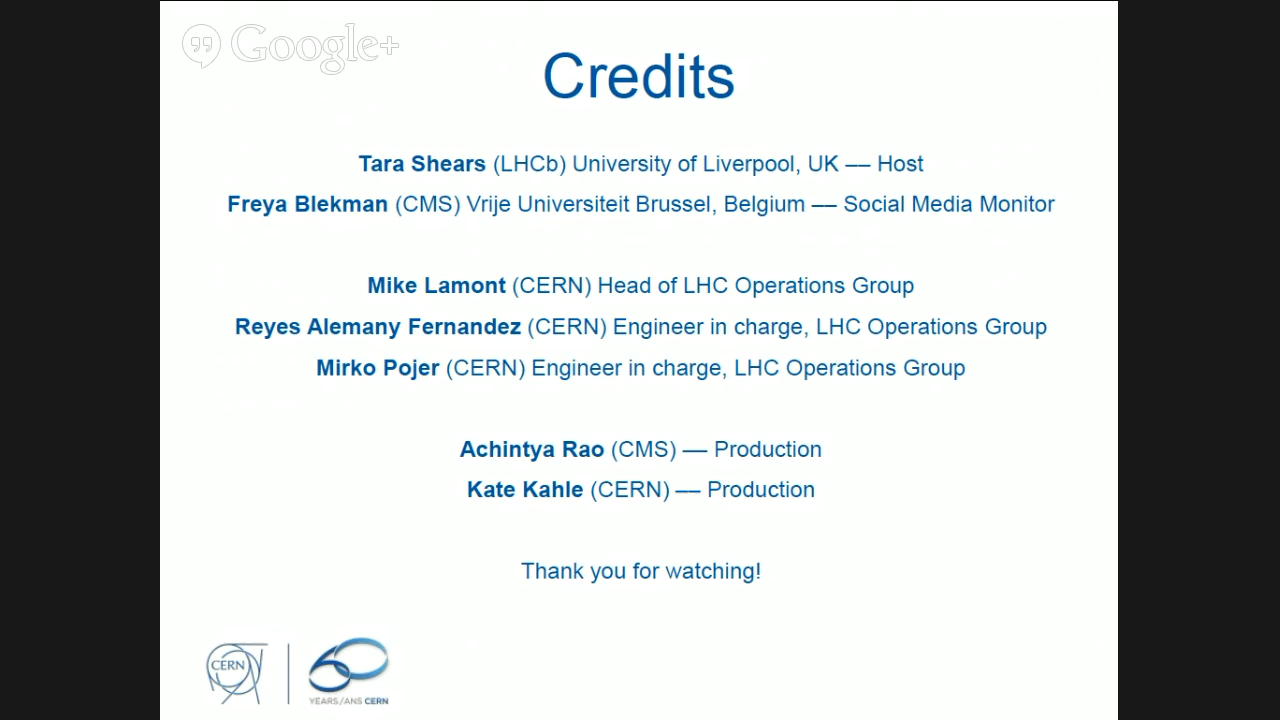 Google+
Credits
Tara Shears (LHCb) University of Liverpool, UK — Host
Freya Blekman (CMS) Vrije Universiteit Brussel, Belgium — Social Media Monitor
Mike Lamont (CERN) Head of LHC Operations Group
Reyes Alemany Fernandez (CERN) Engineer in charge, LHC Operations Group
Mirko Pojer (CERN) Engineer in charge, LHC Operations Group
Achintya Rao (CMS) — Production
Kate Kahle (CERN) — Production
Thank you for watching!
CERN
60
YEARS/ANS CERN